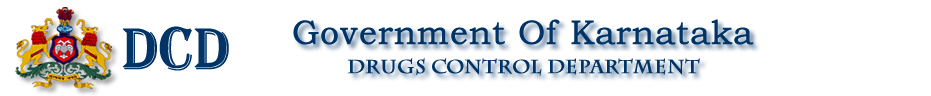 DCD
Government Of Karnataka
DRUGS CONTROL DEPARTMENT